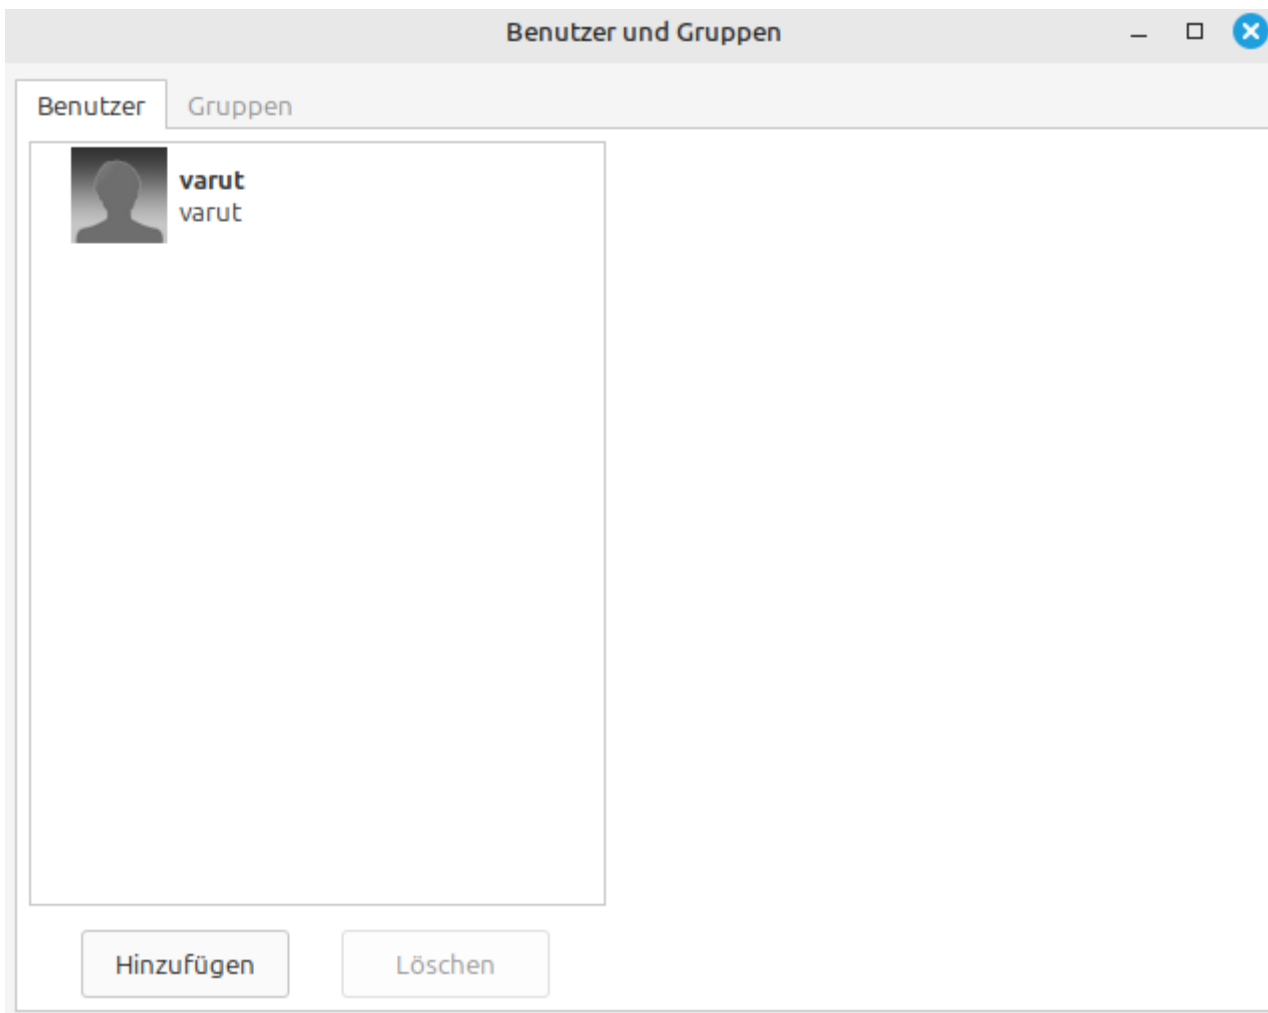 Benutzer und Gruppen
Benutzer Gruppen
varut
varut
Hinzufügen Löschen